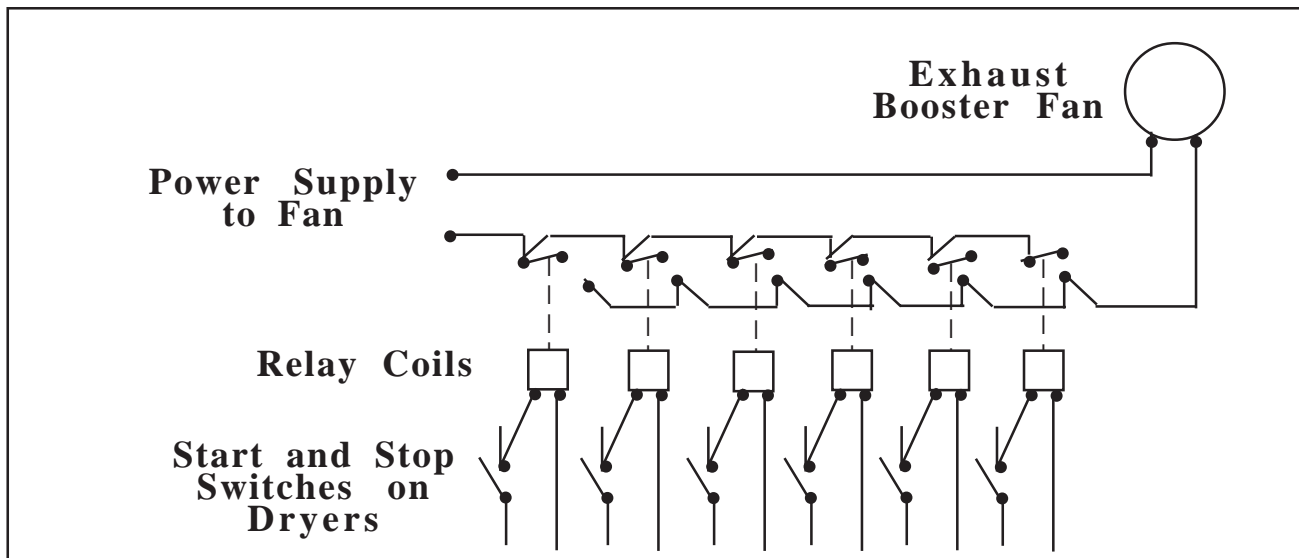 Exhaust
Booster Fan
Power Supply
to Fan
Relay Coils
Start and Stop
Switches on
Dryers